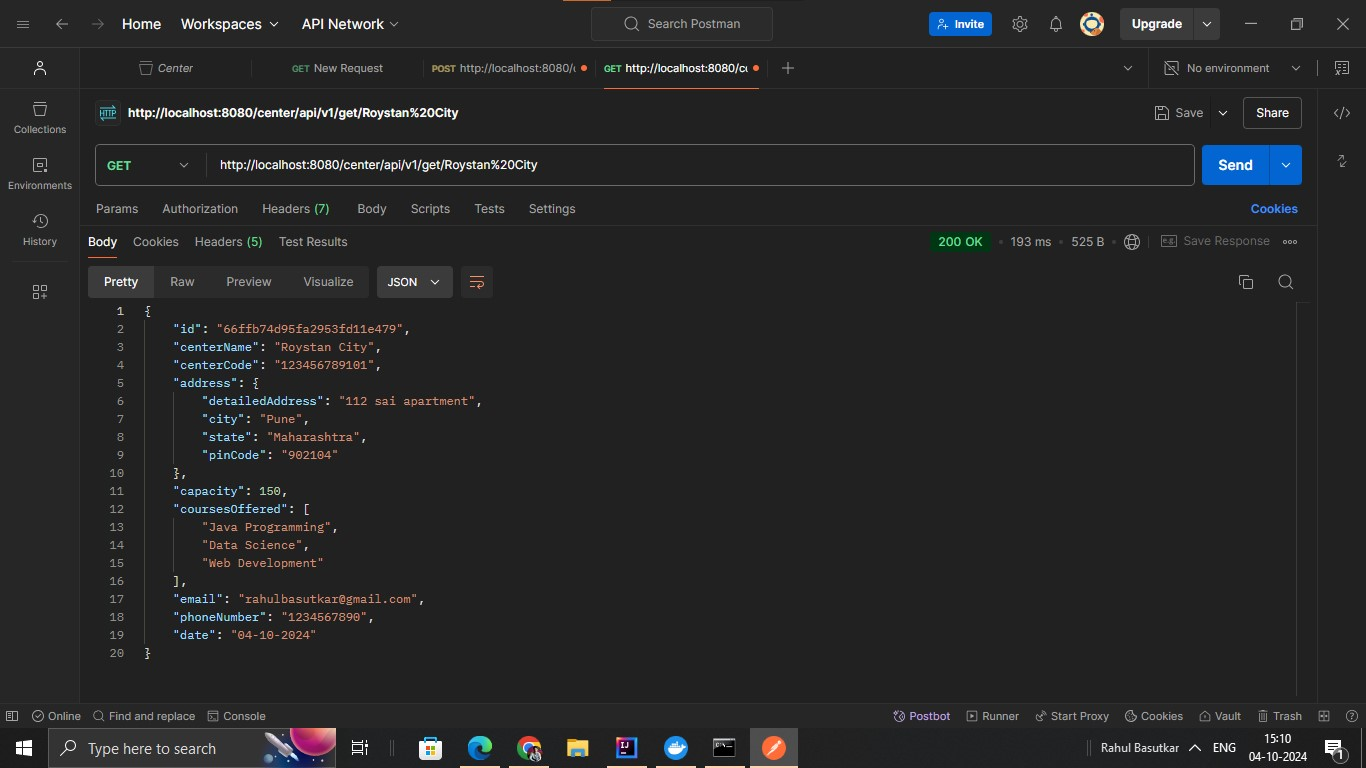 Home Workspaces API Network Search Postman Invite Upgrade
Center GET New Request POST http://localhost:8080/ GET http://localhost:8080/c No environment
HTTP http://localhost:8080/center/api/v1/get/Roystan%20City Save Share
Collections
Environments
History
GET http://localhost:8080/center/api/v1/get/Roystan%20City Send
Params Authorization Headers (7) Body Scripts Tests Settings Cookies
Body Cookies Headers (5) Test Results 200 OK • 193 ms • 525 B e.g. Save Response
Pretty Raw Preview Visualize JSON
1 {
2 "id": "66ffb74d95fa2953fd11e479",
3 "centerName": "Roystan City",
4 "centerCode": "123456789101",
5 "address": {
6 "detailedAddress": "112 sai apartment",
7 "city": "Pune",
8 "state": "Maharashtra",
9 "pinCode": "902104"
10 },
11 "capacity": 150,
12 "coursesOffered": [
13 "Java Programming",
14 "Data Science",
15 "Web Development"
16 ],
17 "email": "rahulbasutkar@gmail.com",
18 "phoneNumber": "1234567890",
19 "date": "04-10-2024"
20 }
Online Find and replace Console Postbot Runner Start Proxy Cookies Vault Trash
Type here to search Rahul Basutkar ENG 15:10
04-10-2024 1